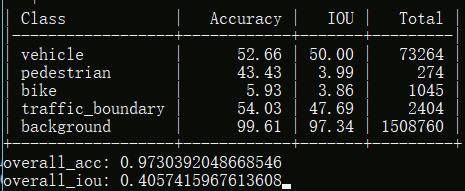 | Class | Accuracy | IOU | Total |
|------------------+----------+-------+---------|
| vehicle | 52.66 | 50.00 | 73264 |
| pedestrian | 43.43 | 3.99 | 274 |
| bike | 5.93 | 3.86 | 1045 |
| traffic_boundary | 54.03 | 47.69 | 2404 |
| background | 99.61 | 97.34 | 1508760 |
+------------------+----------+-------+---------+
overall_acc: 0.9730392048668546
overall_iou: 0.4057415967613608